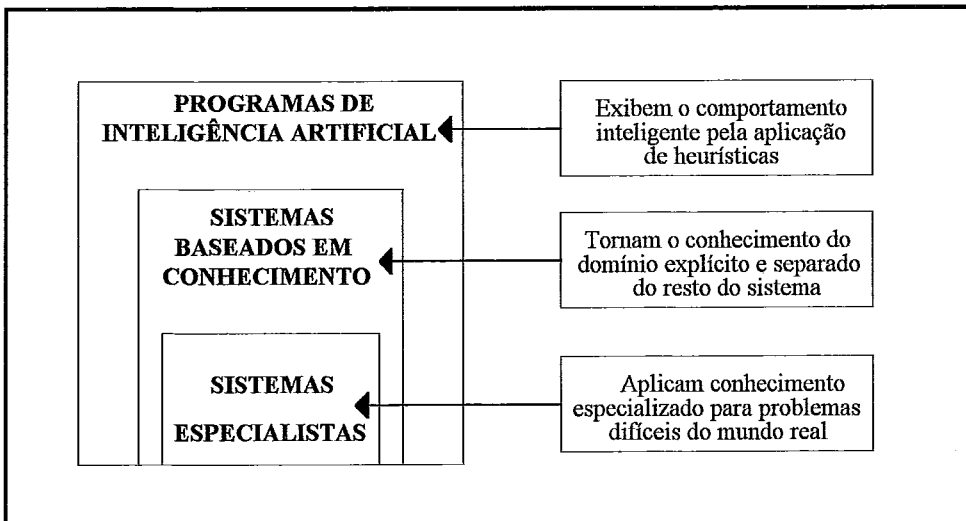 PROGRAMAS DE
INTELIGÊNCIA ARTIFICIAL
Exibem o comportamento
inteligente pela aplicação
de heurísticas
SISTEMAS
BASEADOS EM
CONHECIMENTO
Tornam o conhecimento do
domínio explícito e separado
do resto do sistema
SISTEMAS
ESPECIALISTAS
Aplicam conhecimento
especializado para problemas
difíceis do mundo real